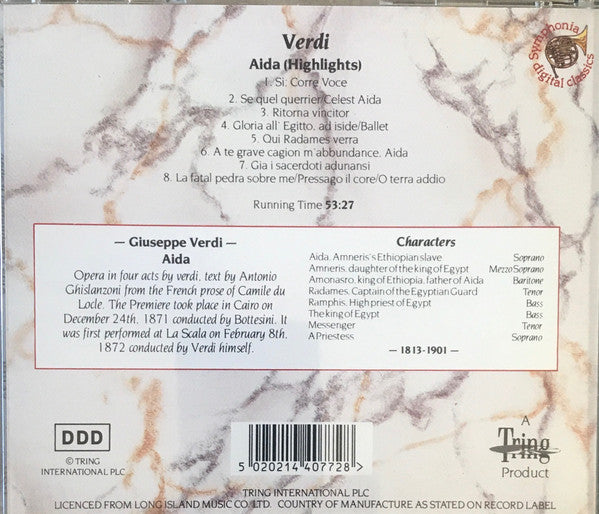 Verdi
Symphonia
digital classics
Aida (Highlights)
1. Si: Corre Voce
2. Se quel querrier/Celest Aida
3. Ritorna vincitor
4. Gloria all' Egitto, ad iside/Ballet
5. Qui Radames verra
6. A te grave cagion m'abbundance, Aida
7. Gia i sacerdoti adunansi
8. La fatal pedra sobre me/Pressago il core/O terra addio
Running Time 53:27
— Giuseppe Verdi —
Aida
Opera in four acts by verdi, text by Antonio
Ghislanzoni from the French prose of Camile du
Locle. The Premiere took place in Cairo on
December 24th, 1871 conducted by Bottesini. It
was first performed at La Scala on February 8th,
1872 conducted by Verdi himself.
Characters
Aida, Amneris's Ethiopian slave Soprano
Amneris, daughter of the king of Egypt Mezzo Soprano
Amonasro, king of Ethiopia, father of Aida Baritone
Radames, Captain of the Egyptian Guard Tenor
Ramphis, High priest of Egypt Bass
The king of Egypt Bass
Messenger Tenor
A Priestess Soprano
— 1813-1901 —
DDD
© TRING
INTERNATIONAL PLC
5 020214 407728 >
A
Tring
Product
TRING INTERNATIONAL PLC
LICENCED FROM LONG ISLAND MUSIC CO. LTD. COUNTRY OF MANUFACTURE AS STATED ON RECORD LABEL